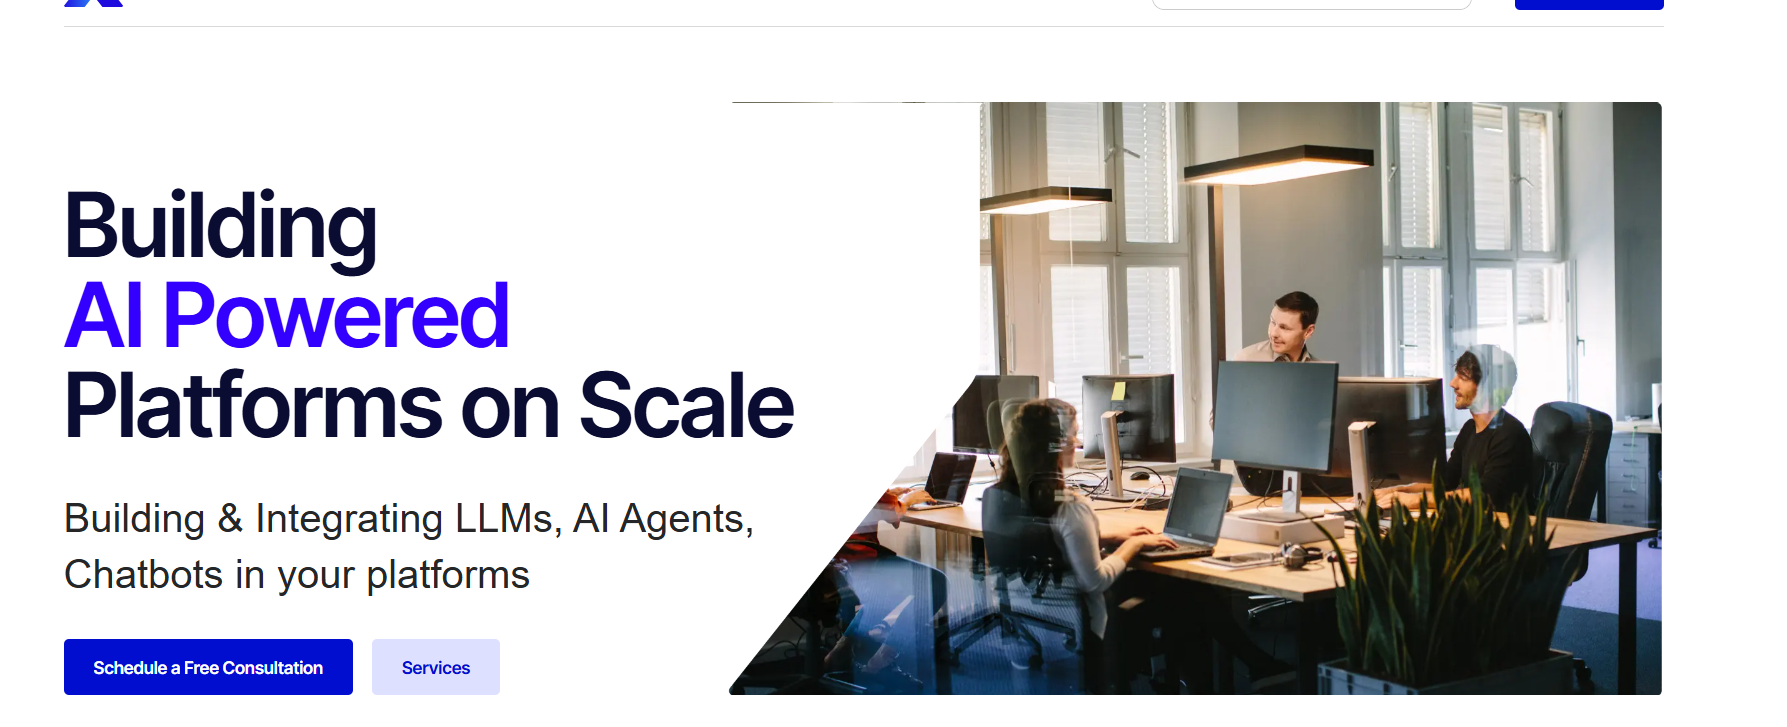 Building
AI Powered
Platforms on Scale
Building & Integrating LLMs, AI Agents,
Chatbots in your platforms
Schedule a Free Consultation
Services